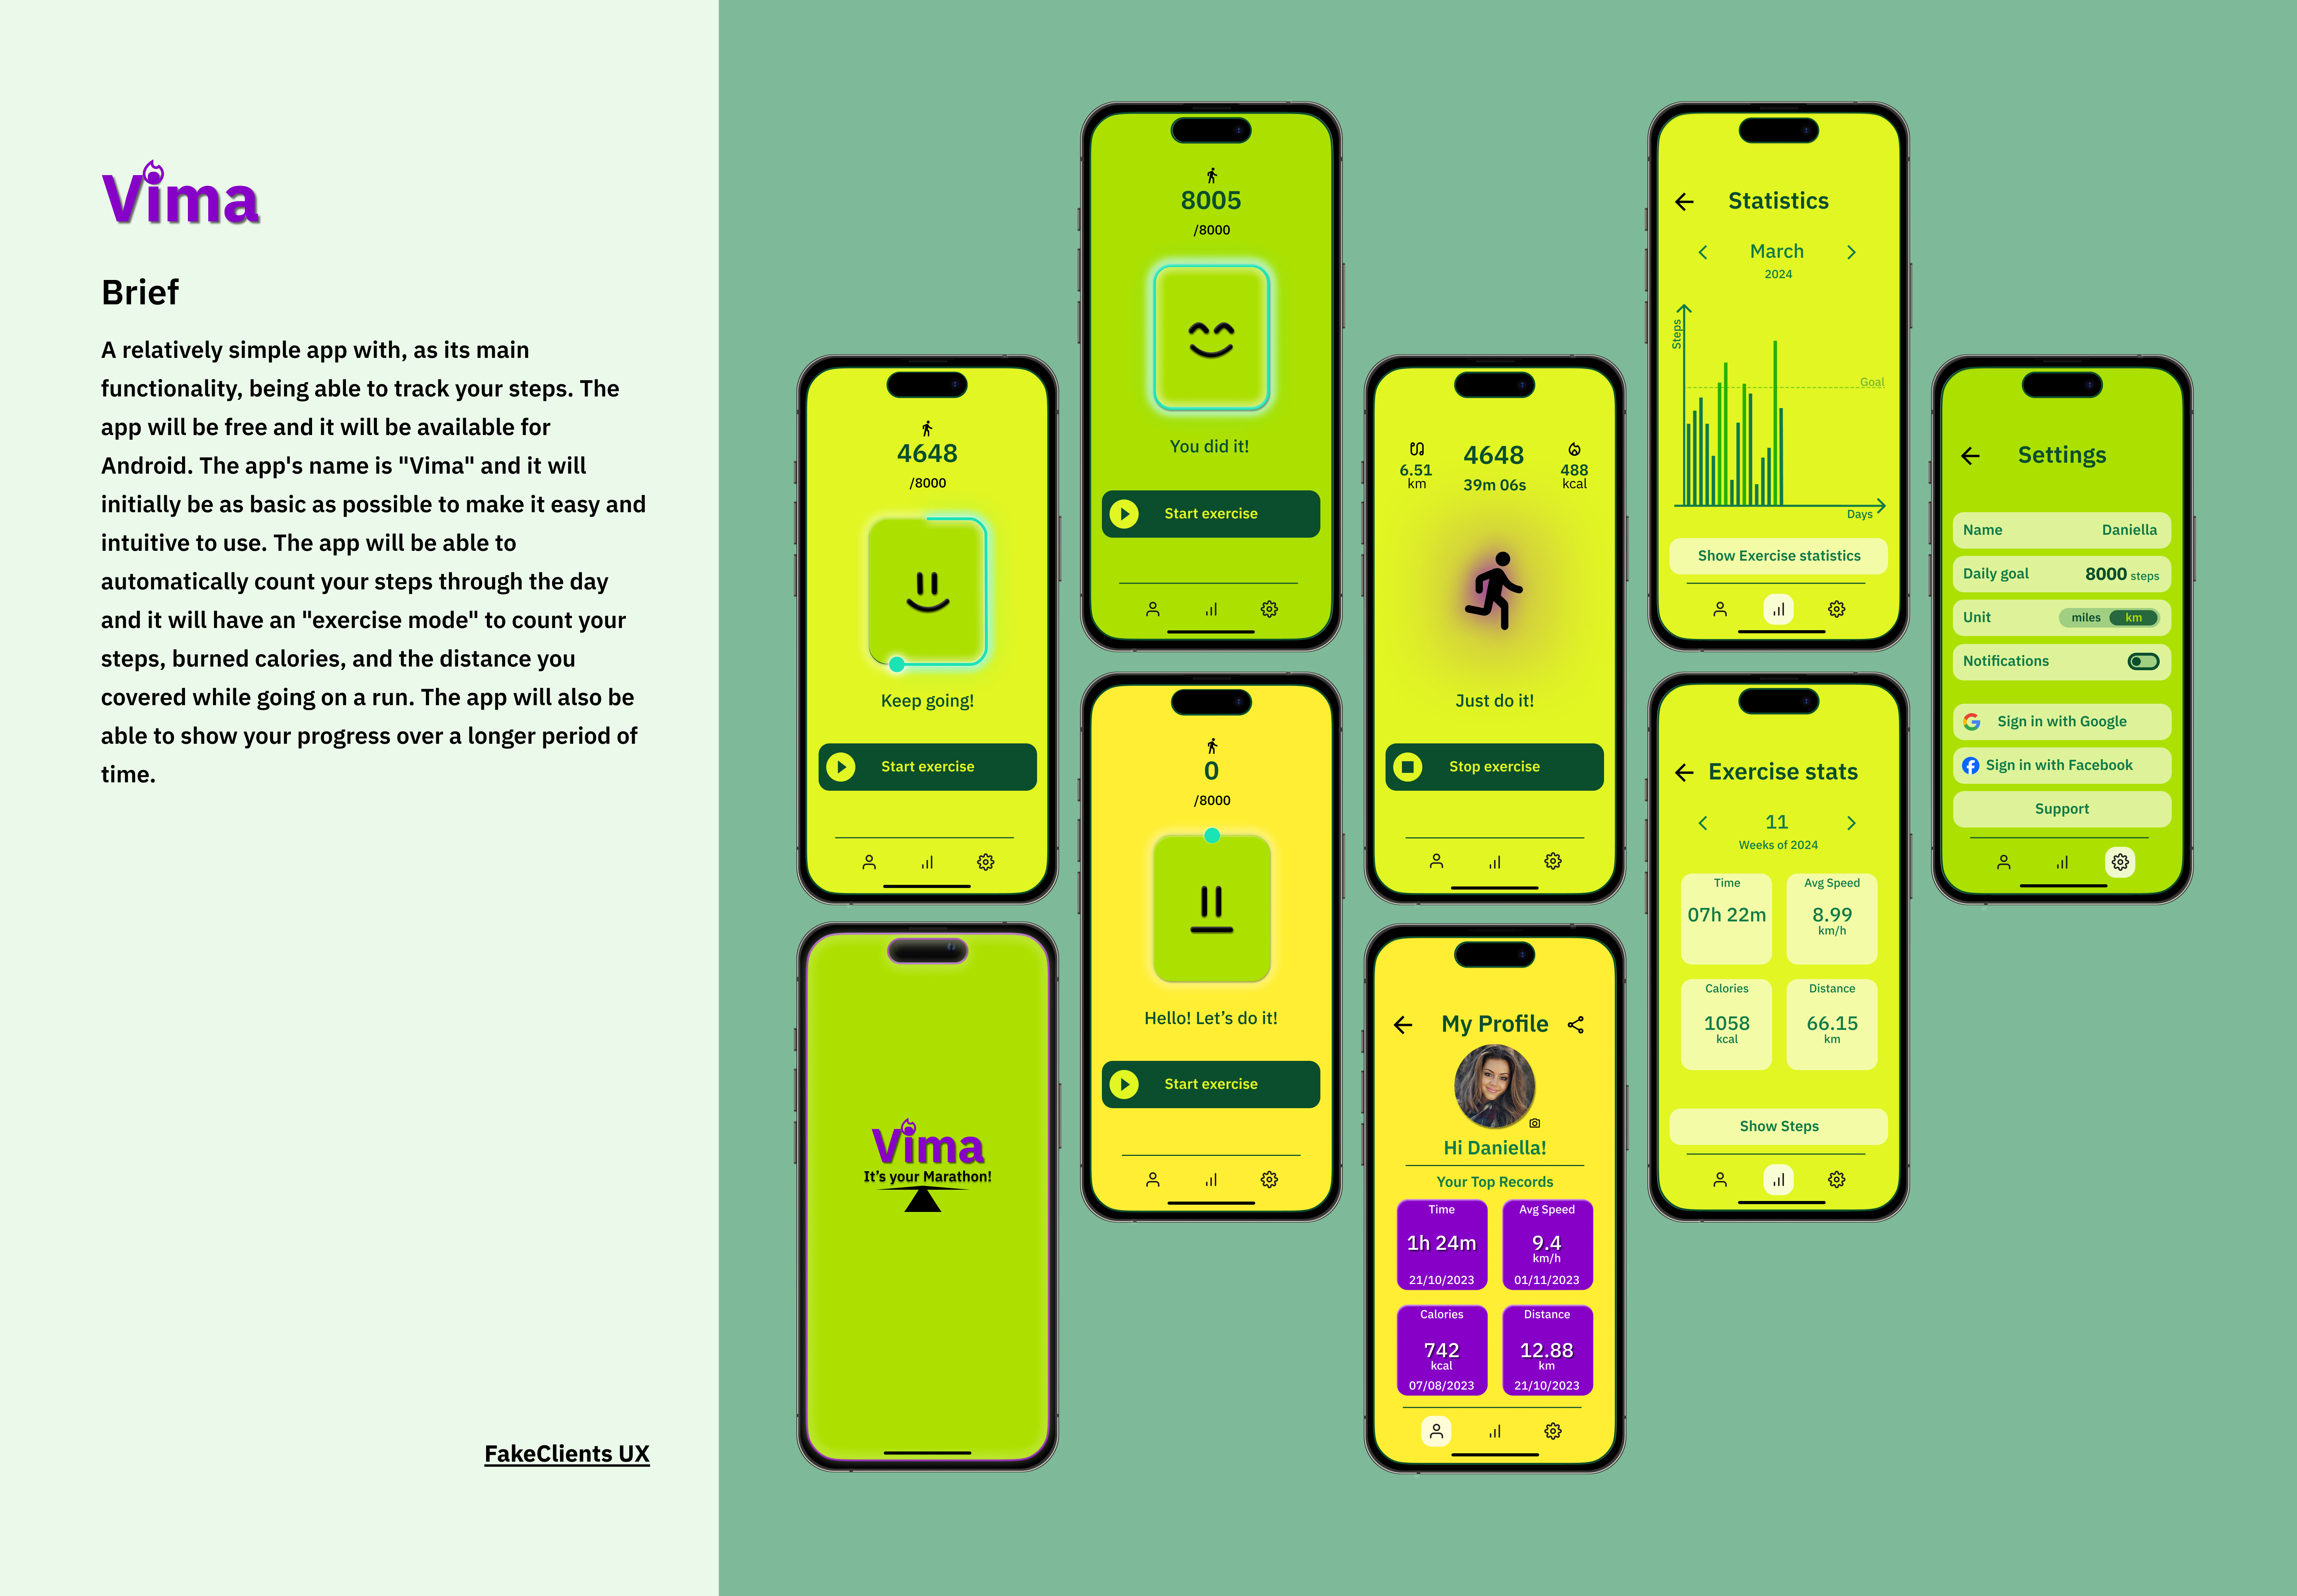 Vima
Brief
A relatively simple app with, as its main
functionality, being able to track your steps. The
app will be free and it will be available for
Android. The app's name is "Vima" and it will
initially be as basic as possible to make it easy and
intuitive to use. The app will be able to
automatically count your steps through the day
and it will have an "exercise mode" to count your
steps, burned calories, and the distance you
covered while going on a run. The app will also be
able to show your progress over a longer period of
time.
FakeClients UX
4648
/8000
Keep going!
Start exercise
Vima
It's your Marathon!
8005
/8000
You did it!
Start exercise
0
/8000
Hello! Let's do it!
Start exercise
6.51
km
4648
39m 06s
488
kcal
Just do it!
Stop exercise
My Profile
Hi Daniella!
Your Top Records
Time
1h 24m
21/10/2023
Avg Speed
9.4
km/h
01/11/2023
Calories
742
kcal
07/08/2023
Distance
12.88
km
21/10/2023
Statistics
March
2024
Steps
Goal
Days
Show Exercise statistics
Exercise stats
11
Weeks of 2024
Time
07h 22m
Avg Speed
8.99
km/h
Calories
1058
kcal
Distance
66.15
km
Show Steps
Settings
Name Daniella
Daily goal 8000 steps
Unit miles km
Notifications
Sign in with Google
Sign in with Facebook
Support